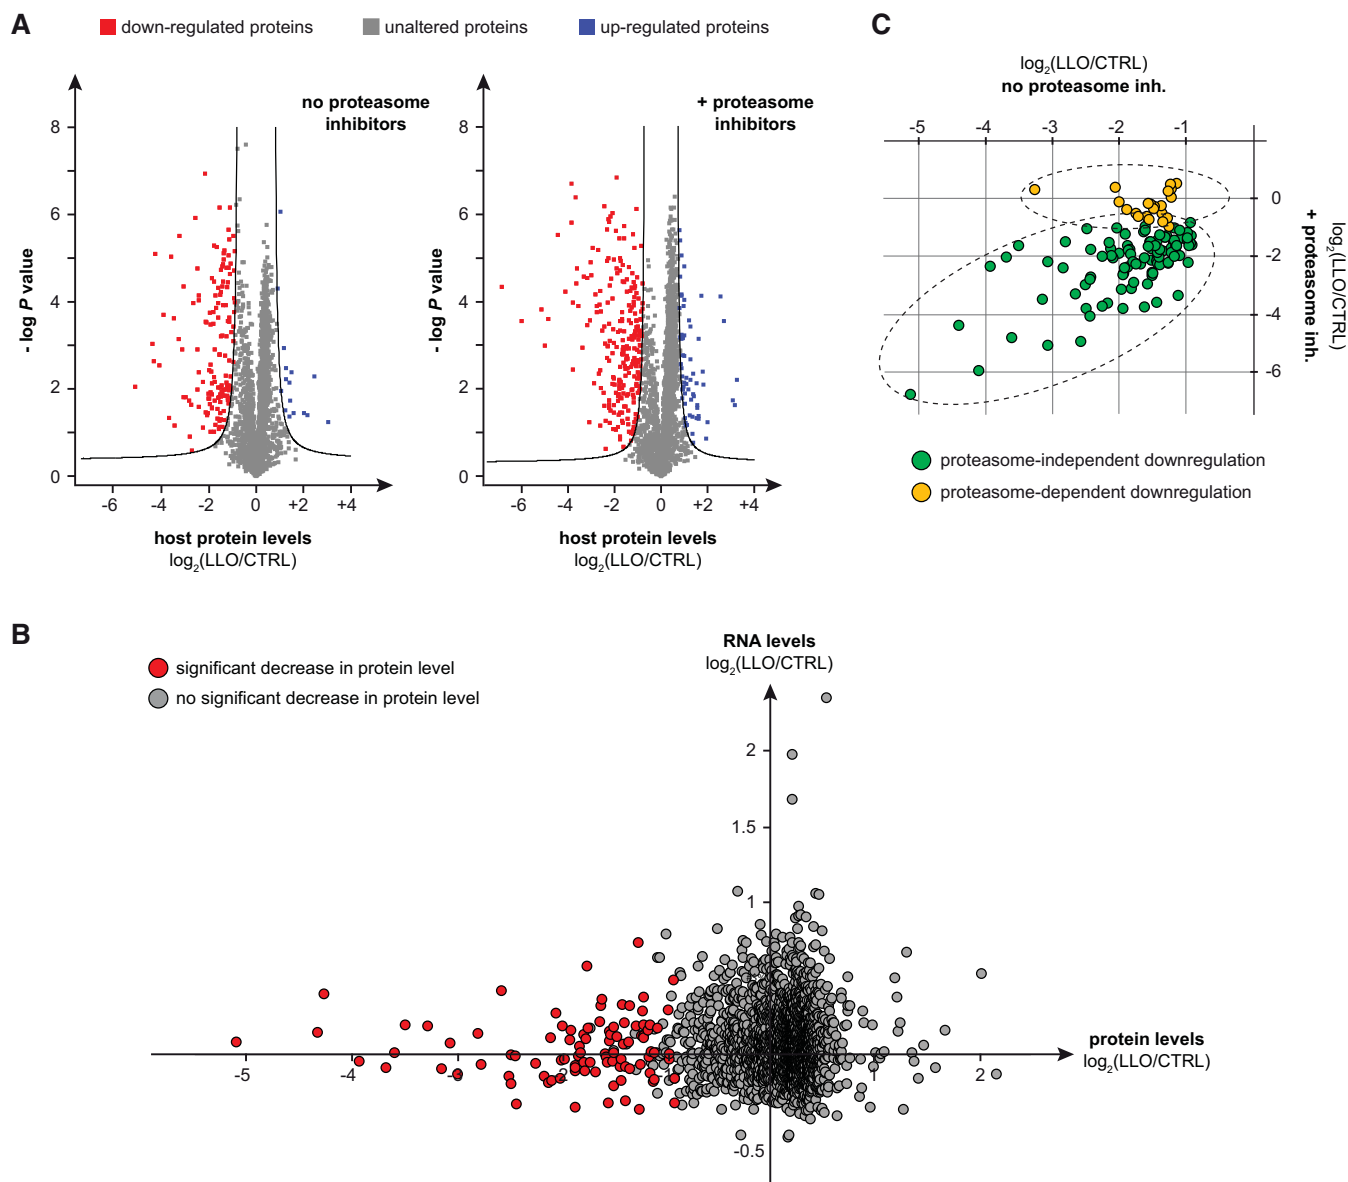 A
down-regulated proteins
unaltered proteins
up-regulated proteins
no proteasome
inhibitors
8
6
4
2
0
- log P value
-6 -4 -2 0 +2 +4
host protein levels
log2(LLO/CTRL)
+ proteasome
inhibitors
8
6
4
2
0
- log P value
-6 -4 -2 0 +2 +4
host protein levels
log2(LLO/CTRL)
C
log2(LLO/CTRL)
no proteasome inh.
-5 -4 -3 -2 -1
0
-2
-4
-6
log2(LLO/CTRL)
+ proteasome inh.
proteasome-independent downregulation
proteasome-dependent downregulation
B
significant decrease in protein level
no significant decrease in protein level
RNA levels
log2(LLO/CTRL)
2
1.5
1
-0.5
-5 -4 -3 -2 1 2
protein levels
log2(LLO/CTRL)